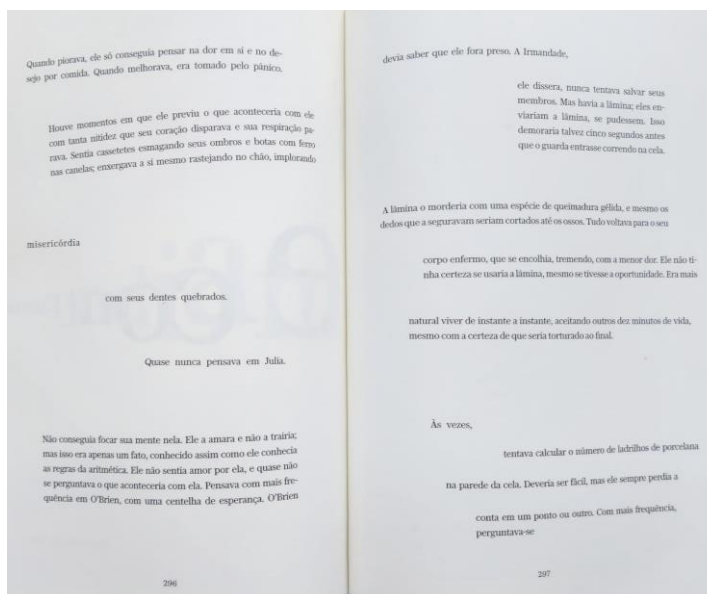 Quando piorava, ele só conseguia pensar na dor em si e no de-
sejo por comida. Quando melhorava, era tomado pelo pânico.
Houve momentos em que ele previu o que aconteceria com ele
com tanta nitidez que seu coração disparava e sua respiração pa-
rava. Sentia cassetetes esmagando seus ombros e botas com ferro
nas canelas; enxergava a si mesmo rastejando no chão, implorando
misericórdia
com seus dentes quebrados.
Quase nunca pensava em Julia.
Não conseguia focar sua mente nela. Ele a amara e não a trairia;
mas isso era apenas um fato, conhecido assim como ele conhecia
as regras da aritmética. Ele não sentia amor por ela, e quase não
se perguntava o que aconteceria com ela. Pensava com mais fre-
quência em O'Brien, com uma centelha de esperança. O'Brien
296
devia saber que ele fora preso. A Irmandade,
ele dissera, nunca tentava salvar seus
membros. Mas havia a lâmina; eles en-
viariam a lâmina, se pudessem. Isso
demoraria talvez cinco segundos antes
que o guarda entrasse correndo na cela.
A lâmina o morderia com uma espécie de queimadura gélida, e mesmo os
dedos que a seguravam seriam cortados até os ossos. Tudo voltava para o seu
corpo enfermo, que se encolhia, tremendo, com a menor dor. Ele não ti-
nha certeza se usaria a lâmina, mesmo se tivesse a oportunidade. Era mais
natural viver de instante a instante, aceitando outros dez minutos de vida,
mesmo com a certeza de que seria torturado ao final.
Às vezes,
tentava calcular o número de ladrilhos de porcelana
na parede da cela. Deveria ser fácil, mas ele sempre perdia a
conta em um ponto ou outro. Com mais frequência,
perguntava-se
297